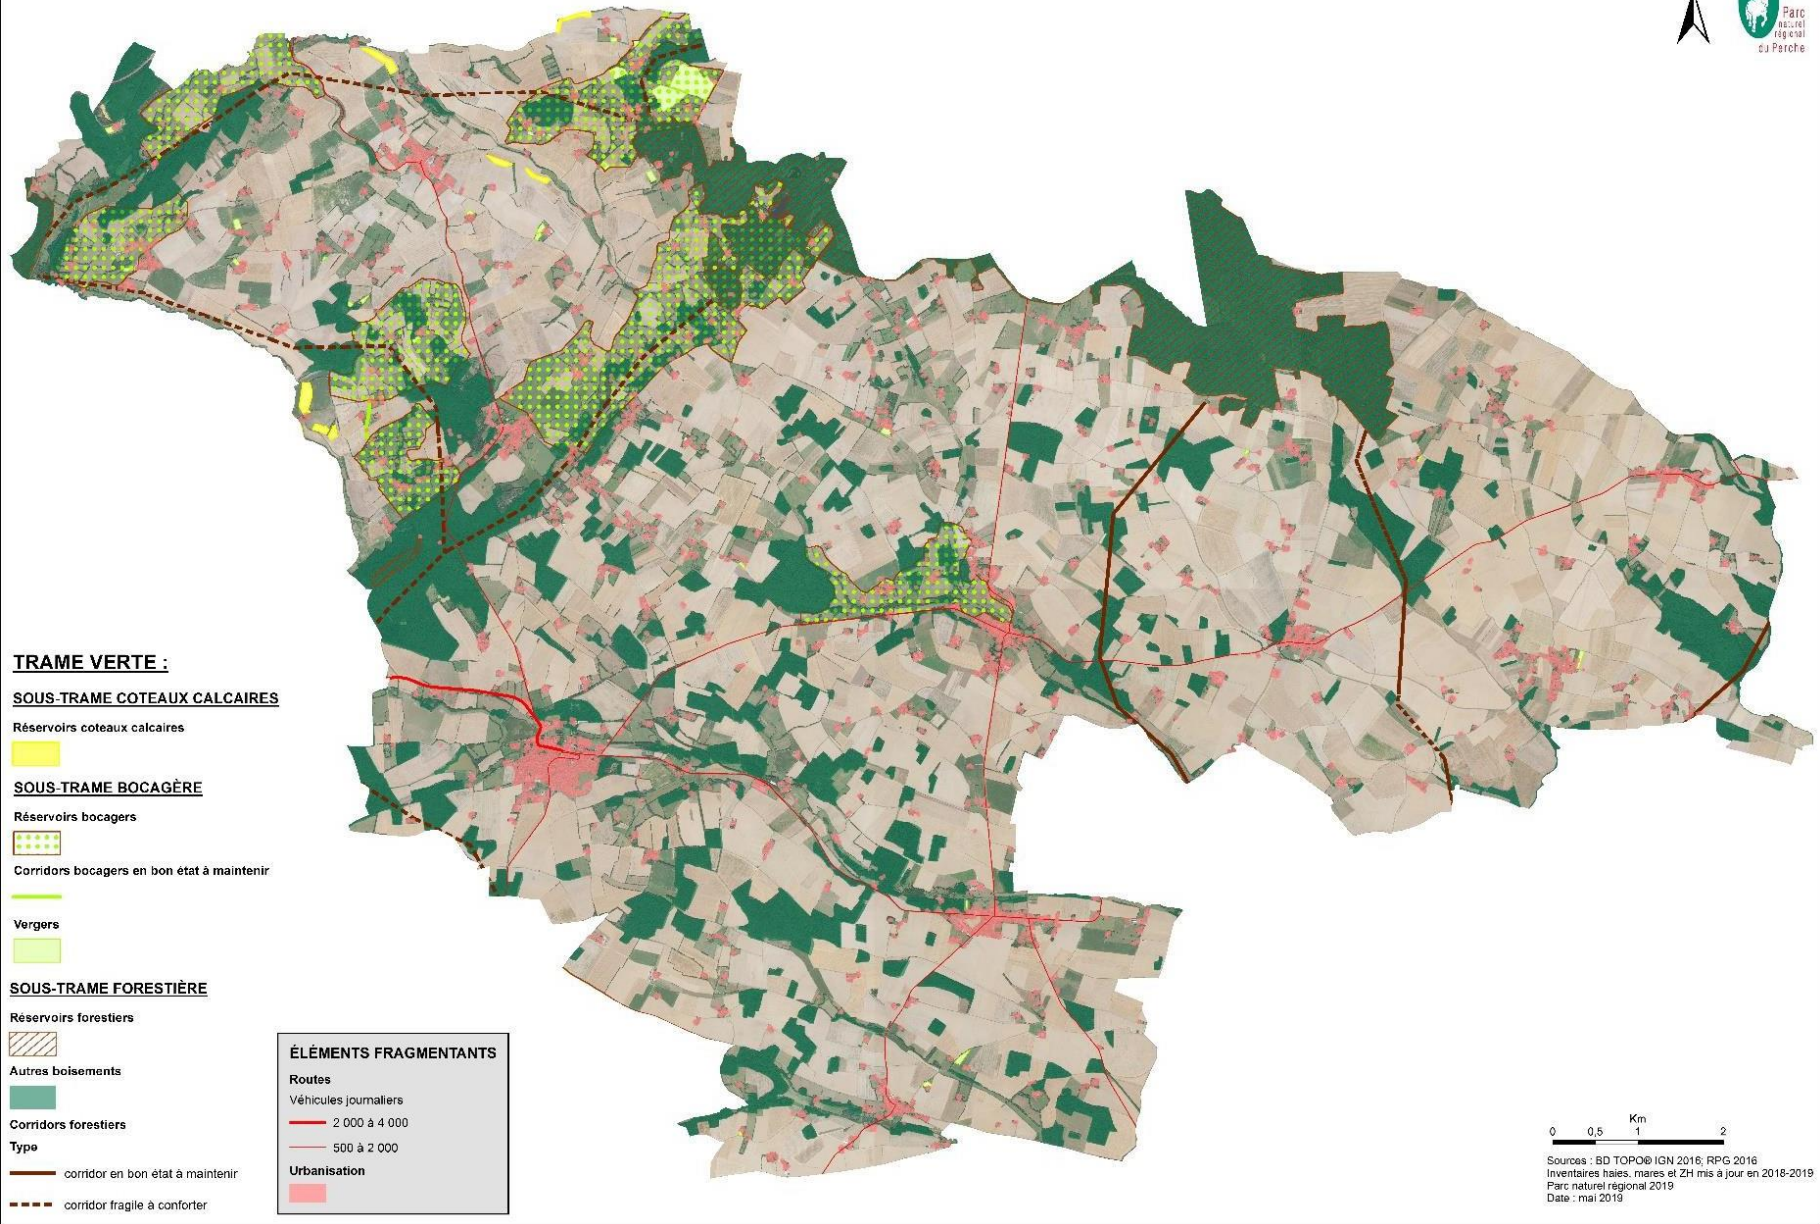 Parc
naturel
régional
du Perche
TRAME VERTE :
SOUS-TRAME COTEAUX CALCAIRES
Réservoirs coteaux calcaires
SOUS-TRAME BOCAGÈRE
Réservoirs bocagers
Corridors bocagers en bon état à maintenir
Vergers
SOUS-TRAME FORESTIÈRE
Réservoirs forestiers
Autres boisements
Corridors forestiers
Type
corridor en bon état à maintenir
corridor fragile à conforter
ÉLÉMENTS FRAGMENTANTS
Routes
Véhicules journaliers
2 000 à 4 000
500 à 2 000
Urbanisation
Km
0 0,5 1 2
Sources : BD TOPO® IGN 2016; RPG 2016
Inventaires haies, mares et ZH mis à jour en 2018-2019
Parc naturel régional 2019
Date : mai 2019